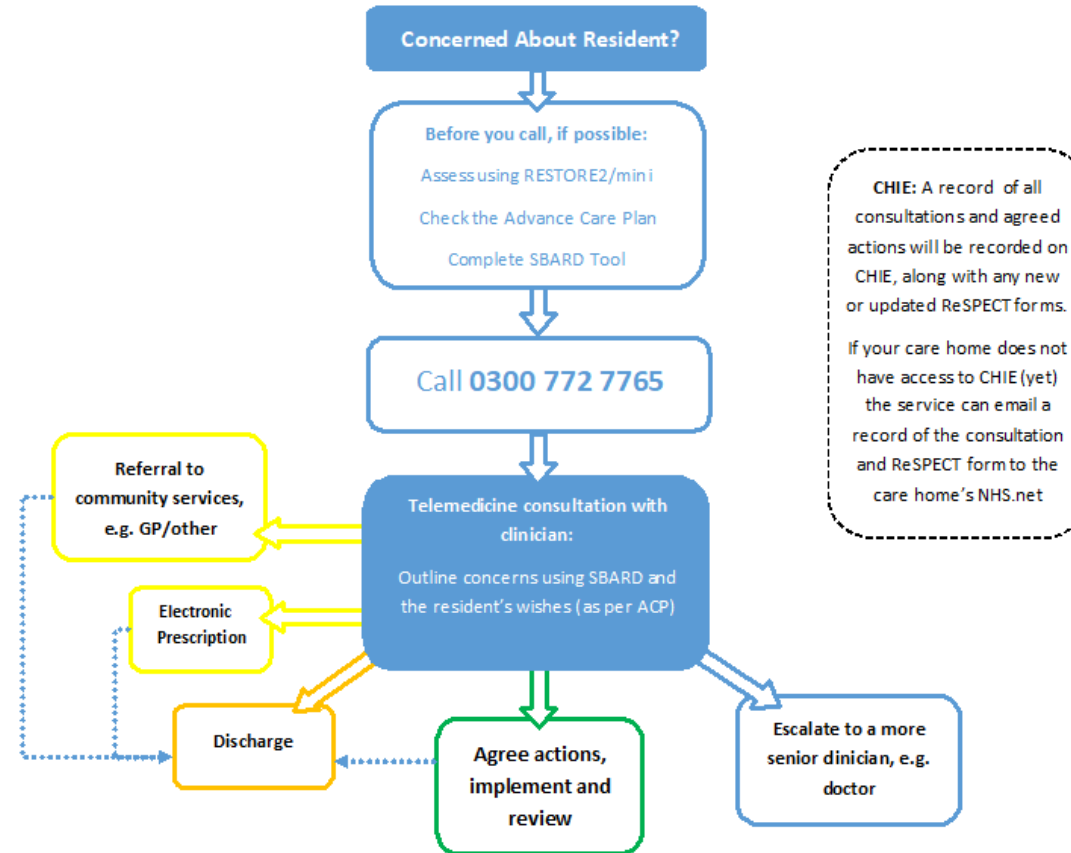 Concerned About Resident?
Before you call, if possible:
Assess using RESTORE2/mini
Check the Advance Care Plan
Complete SBARD Tool
CHIE: A record of all
consultations and agreed
actions will be recorded on
CHIE, along with any new
or updated ReSPECT forms.
If your care home does not
have access to CHIE (yet)
the service can email a
record of the consultation
and ReSPECT form to the
care home's NHS.net
Call 0300 772 7765
Referral to
community services,
e.g. GP/other
Telemedicine consultation with
clinician:
Outline concerns using SBARD and
the resident's wishes (as per ACP)
Electronic
Prescription
Discharge
Agree actions,
implement and
review
Escalate to a more
senior clinician, e.g.
doctor